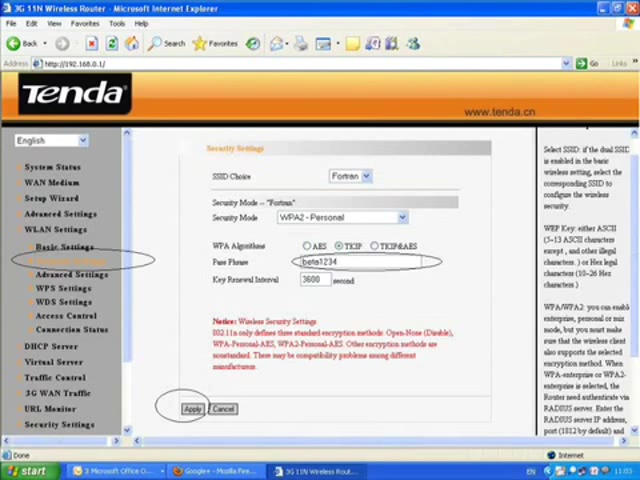 3G 11N Wireless Router - Microsoft Internet Explorer
File Edit View Favorites Tools Help
Back Search Favorites
Address http://192.168.0.1/ Go Links
Tenda
www.tenda.cn
English
System Status
WAN Medium
Setup Wizard
Advanced Settings
WLAN Settings
Basic Settings
Advanced Settings
WPS Settings
WDS Settings
Access Control
Connection Status
DHCP Server
Virtual Server
Traffic Control
3G WAN Traffic
URL Monitor
Security Settings
Security Settings
SSID Choice Fortran
Security Mode -- "Fortran"
Security Mode WPA2 - Personal
WPA Algorithms AES TKIP TKIP&AES
Pass Phrase beta1234
Key Renewal Interval 3600 second
Notice: Wireless Security Settings
802.11n only defines three standard encryption methods: Open-None (Disable),
WPA-Personal-AES, WPA2-Personal-AES. Other encryption methods are
nonstandard. There may be compatibility problems among different
manufacturer.
Apply Cancel
Select SSID: if the dual SSID
is enabled in the basic
wireless setting, select the
corresponding SSID to
configure the wireless
security.
WEP Key: either ASCII
(5-13 ASCII characters
except , and other illegal
characters. ) or Hex legal
characters (10-26 Hex
characters.)
WPA/WPA2: you can enabl
enterprise, personal or mix
mode, but you must make
sure that the wireless client
also supports the selected
encryption method. When
WPA-enterprise or WPA2-
enterprise is selected, the
Router need authenticate via
RADIUS server. Enter the
RADIUS server IP address,
port (1812 by default) and
Done Internet
start 3 Microsoft Office O... Google+ - Mozilla Fire... 3G 11N Wireless Rout... EN 11:03